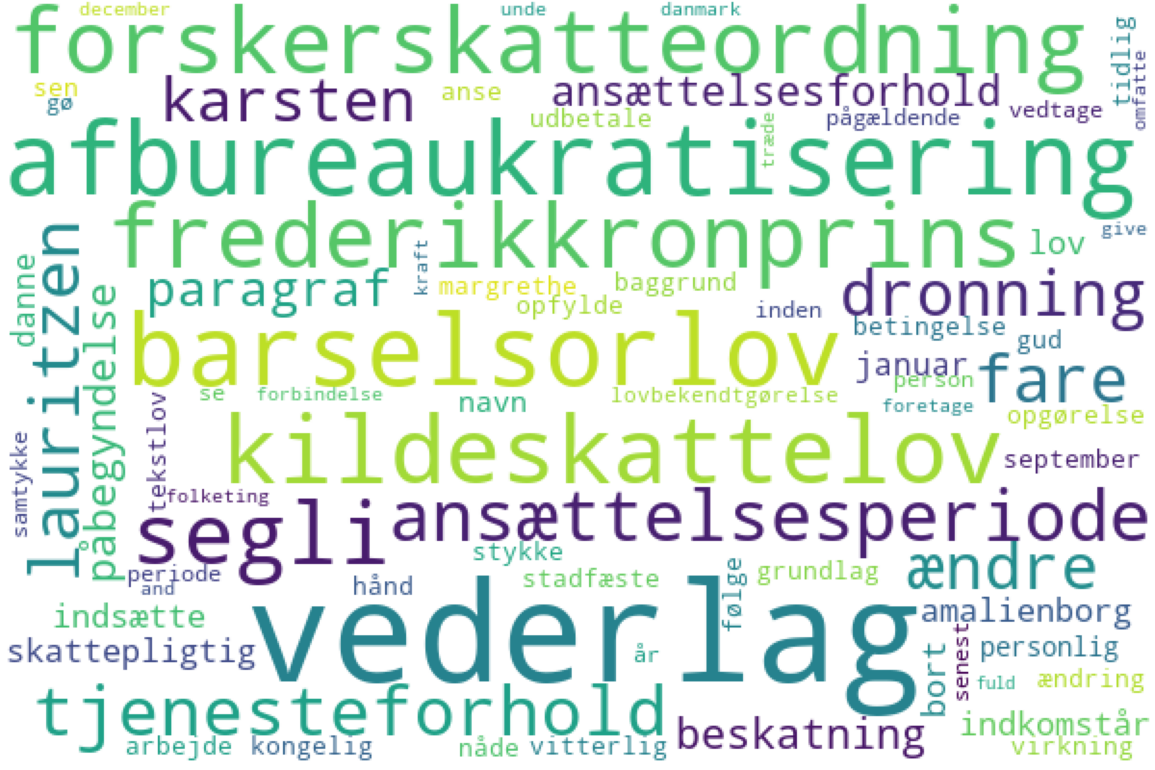 december
unde
danmark
forskerskatteordning
tidlig
sen
gø
karsten
anse
ansættelsesforhold
omfatte
udbetale
træde
pågældende
vedtage
afbureaukratisering
frederikkronprins
lov
give
lauritzen
danne
paragraf
kraft
margrethe
baggrund
opfylde
inden
dronning
påbegyndelse
barselsorlov
betingelse
gud
januar
person
fare
se
forbindelse
navn
lovbekendtgørelse
foretage
opgørelse
tekstlov
kildeskattelov
september
samtykke
folketing
segli
ansættelsesperiode
stykke
periode
and
hånd
stadfæste
følge
grundlag
ændre
indsætte
vederlag
amalienborg
skattepligtig
år
bort
senest
personlig
fuld
ændring
tjenesteforhold
beskatning
indkomstår
arbejde
kongelig
nåde
vitterlig
virkning